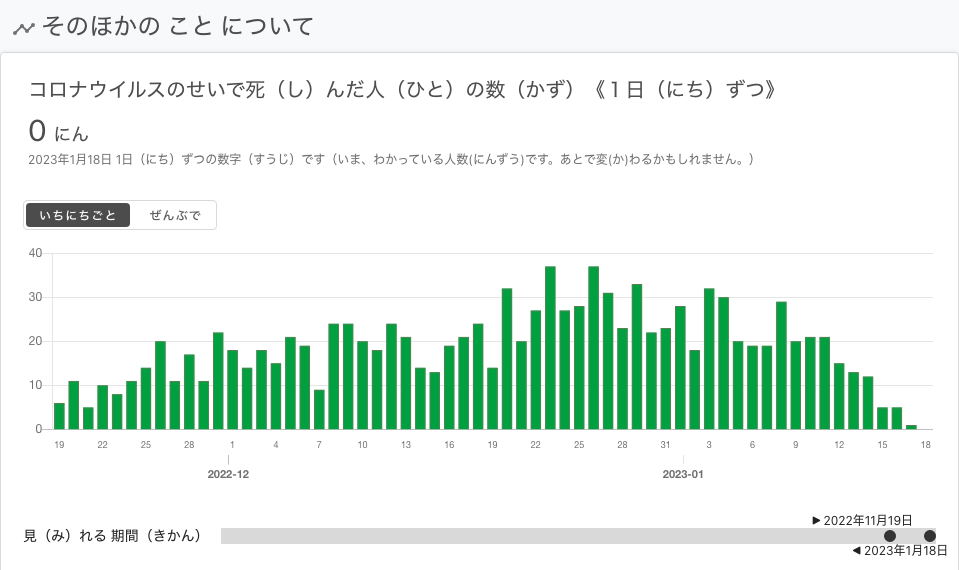 そのほかの こと について
コロナウイルスのせいで死（し）んだ人（ひと）の数（かず）《１日（にち）ずつ》
0 にん
2023年1月18日 1日（にち）ずつの数字（すうじ）です（いま、わかっている人数(にんずう)です。あとで変(か)わるかもしれません。）
いちにちごと ぜんぶで
40
30
20
10
0
19 22 25 28 1 4 7 10 13 16 19 22 25 28 31 3 6 9 12 15 18
2022-12 2023-01
▶ 2022年11月19日
見（み）れる 期間（きかん）
◀ 2023年1月18日